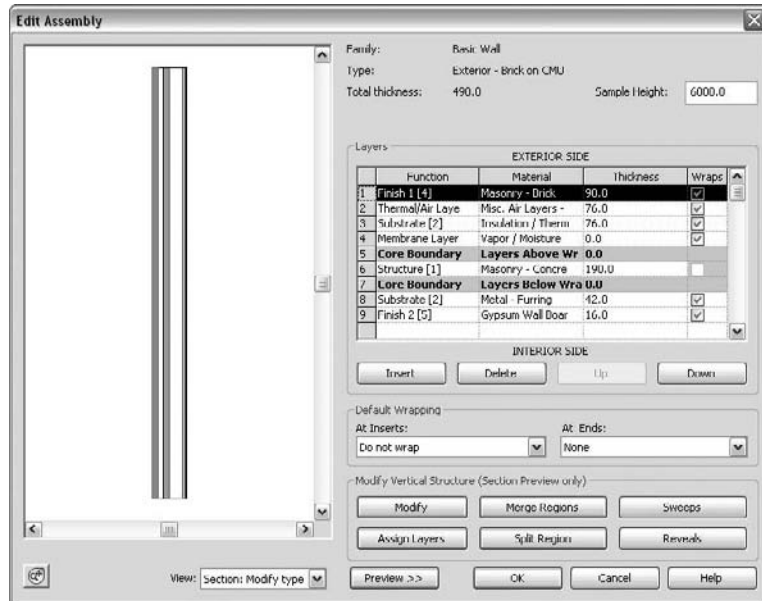 Edit Assembly
Family: Basic Wall
Type: Exterior - Brick on CMU
Total thickness: 490.0 Sample Height: 6000.0
Layers
EXTERIOR SIDE
Function Material Thickness Wraps
1 Finish 1 [4] Masonry - Brick 90.0
2 Thermal/Air Laye Misc. Air Layers - 76.0
3 Substrate [2] Insulation / Therm 76.0
4 Membrane Layer Vapor / Moisture 0.0
5 Core Boundary Layers Above Wr 0.0
6 Structure [1] Masonry - Concre 190.0
7 Core Boundary Layers Below Wra 0.0
8 Substrate [2] Metal - Furring 42.0
9 Finish 2 [5] Gypsum Wall Boar 16.0
INTERIOR SIDE
Insert Delete Up Down
Default Wrapping
At Inserts: At Ends:
Do not wrap None
Modify Vertical Structure (Section Preview only)
Modify Merge Regions Sweeps
Assign Layers Split Region Reveals
View: Section: Modify type Preview >> OK Cancel Help